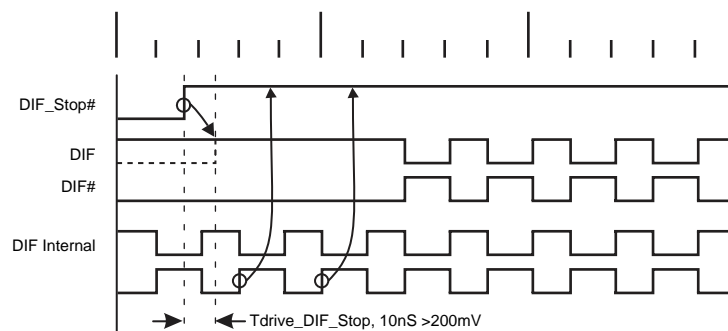 DIF_Stop#
DIF
DIF#
DIF Internal
Tdrive_DIF_Stop, 10nS >200mV